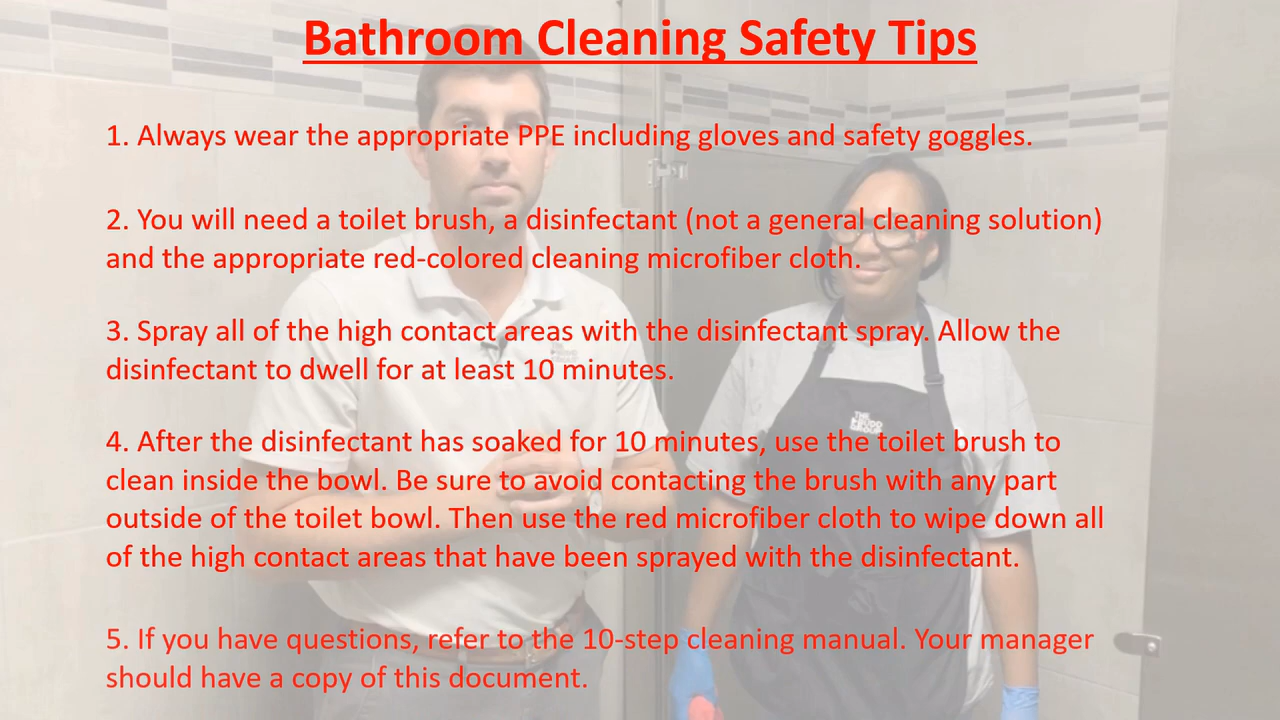 Bathroom Cleaning Safety Tips
1. Always wear the appropriate PPE including gloves and safety goggles.
2. You will need a toilet brush, a disinfectant (not a general cleaning solution)
and the appropriate red-colored cleaning microfiber cloth.
3. Spray all of the high contact areas with the disinfectant spray. Allow the
disinfectant to dwell for at least 10 minutes.
4. After the disinfectant has soaked for 10 minutes, use the toilet brush to
clean inside the bowl. Be sure to avoid contacting the brush with any part
outside of the toilet bowl. Then use the red microfiber cloth to wipe down all
of the high contact areas that have been sprayed with the disinfectant.
5. If you have questions, refer to the 10-step cleaning manual. Your manager
should have a copy of this document.
THE
BUDD
GROUP